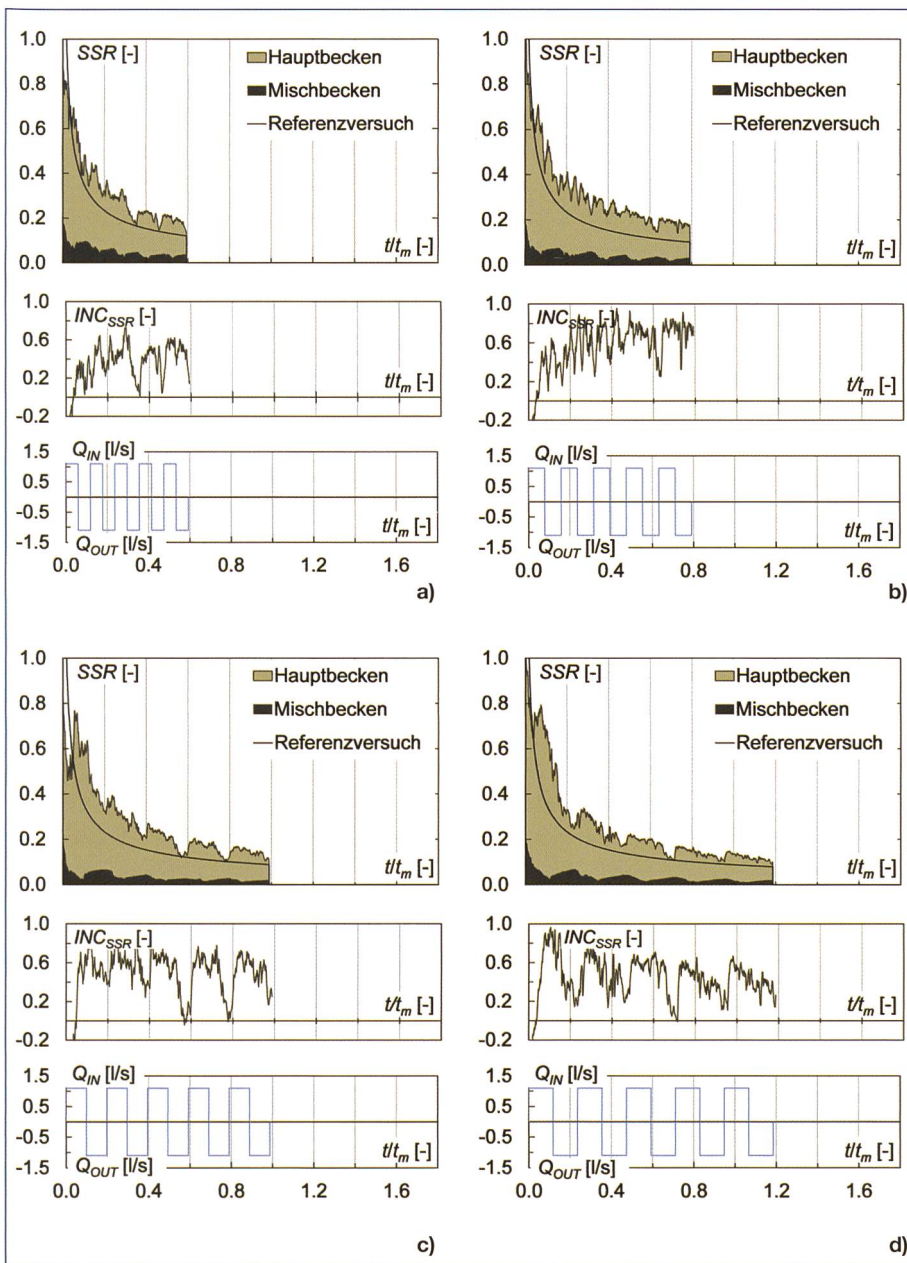 1.0
SSR [-]
Hauptbecken
0.8
Mischbecken
0.6
Referenzversuch
0.4
0.2
t/tm [-]
0.0
1.0
INCSSR [-]
0.6
0.2
t/tm [-]
-0.2
1.5
QIN [l/s]
0.5
-0.5
t/tm [-]
-1.5
QOUT [l/s]
0.0 0.4 0.8 1.2 1.6
a)
1.0
SSR [-]
Hauptbecken
0.8
Mischbecken
0.6
Referenzversuch
0.4
0.2
t/tm [-]
0.0
1.0
INCSSR [-]
0.6
0.2
t/tm [-]
-0.2
1.5
QIN [l/s]
0.5
-0.5
t/tm [-]
-1.5
QOUT [l/s]
0.0 0.4 0.8 1.2 1.6
b)
1.0
SSR [-]
Hauptbecken
0.8
Mischbecken
0.6
Referenzversuch
0.4
0.2
t/tm [-]
0.0
1.0
INCSSR [-]
0.6
0.2
t/tm [-]
-0.2
1.5
QIN [l/s]
0.5
-0.5
t/tm [-]
-1.5
QOUT [l/s]
0.0 0.4 0.8 1.2 1.6
c)
1.0
SSR [-]
Hauptbecken
0.8
Mischbecken
0.6
Referenzversuch
0.4
0.2
t/tm [-]
0.0
1.0
INCSSR [-]
0.6
0.2
t/tm [-]
-0.2
1.5
QIN [l/s]
0.5
-0.5
t/tm [-]
-1.5
QOUT [l/s]
0.0 0.4 0.8 1.2 1.6
d)